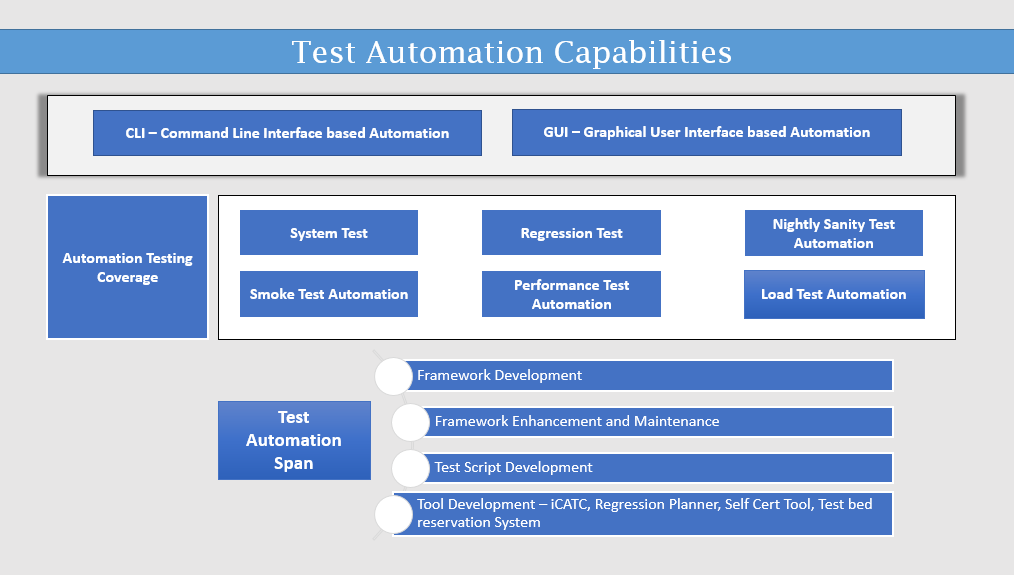 Test Automation Capabilities
CLI – Command Line Interface based Automation
GUI – Graphical User Interface based Automation
Automation Testing
Coverage
System Test
Regression Test
Nightly Sanity Test
Automation
Smoke Test Automation
Performance Test
Automation
Load Test Automation
Test
Automation
Span
Framework Development
Framework Enhancement and Maintenance
Test Script Development
Tool Development – iCATC, Regression Planner, Self Cert Tool, Test bed
reservation System